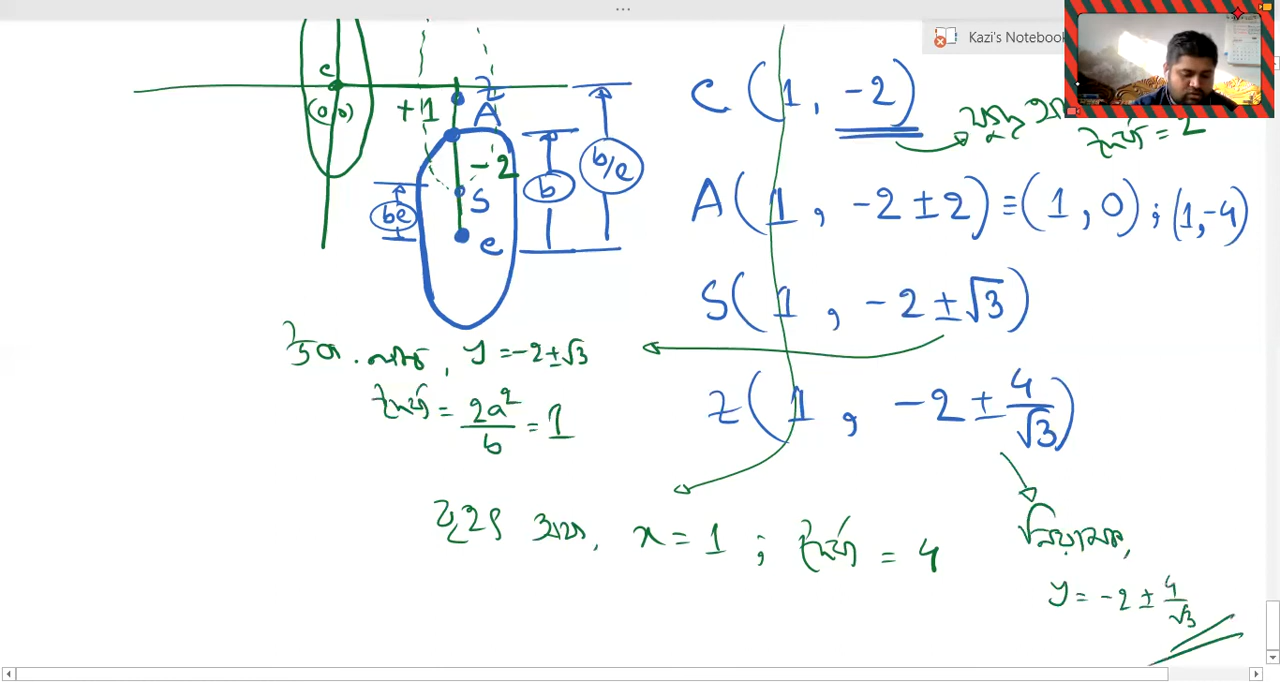 Kazi's Notebook
C (1, -2)
দৈর্ঘ্য = 2
A (1, -2 ± 2) ≡ (1, 0) ; (1, -4)
S (1, -2 ± √3)
Z (1, -2 ± 4/√3)
C
(0, 0)
+1
Z
A
-2
S
C
be
b
b/e
উপকে. লম্ব, y = -2 ± √3
দৈর্ঘ্য = 2a²/b = 1
বৃহৎ অক্ষ, x = 1 ; দৈর্ঘ্য = 4
নিয়ামক,
y = -2 ± 4/√3